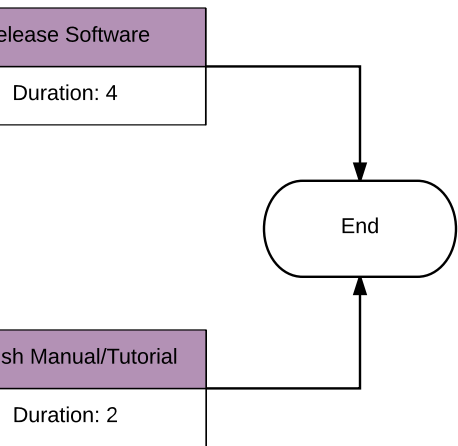 elease Software
Duration: 4
End
sh Manual/Tutorial
Duration: 2